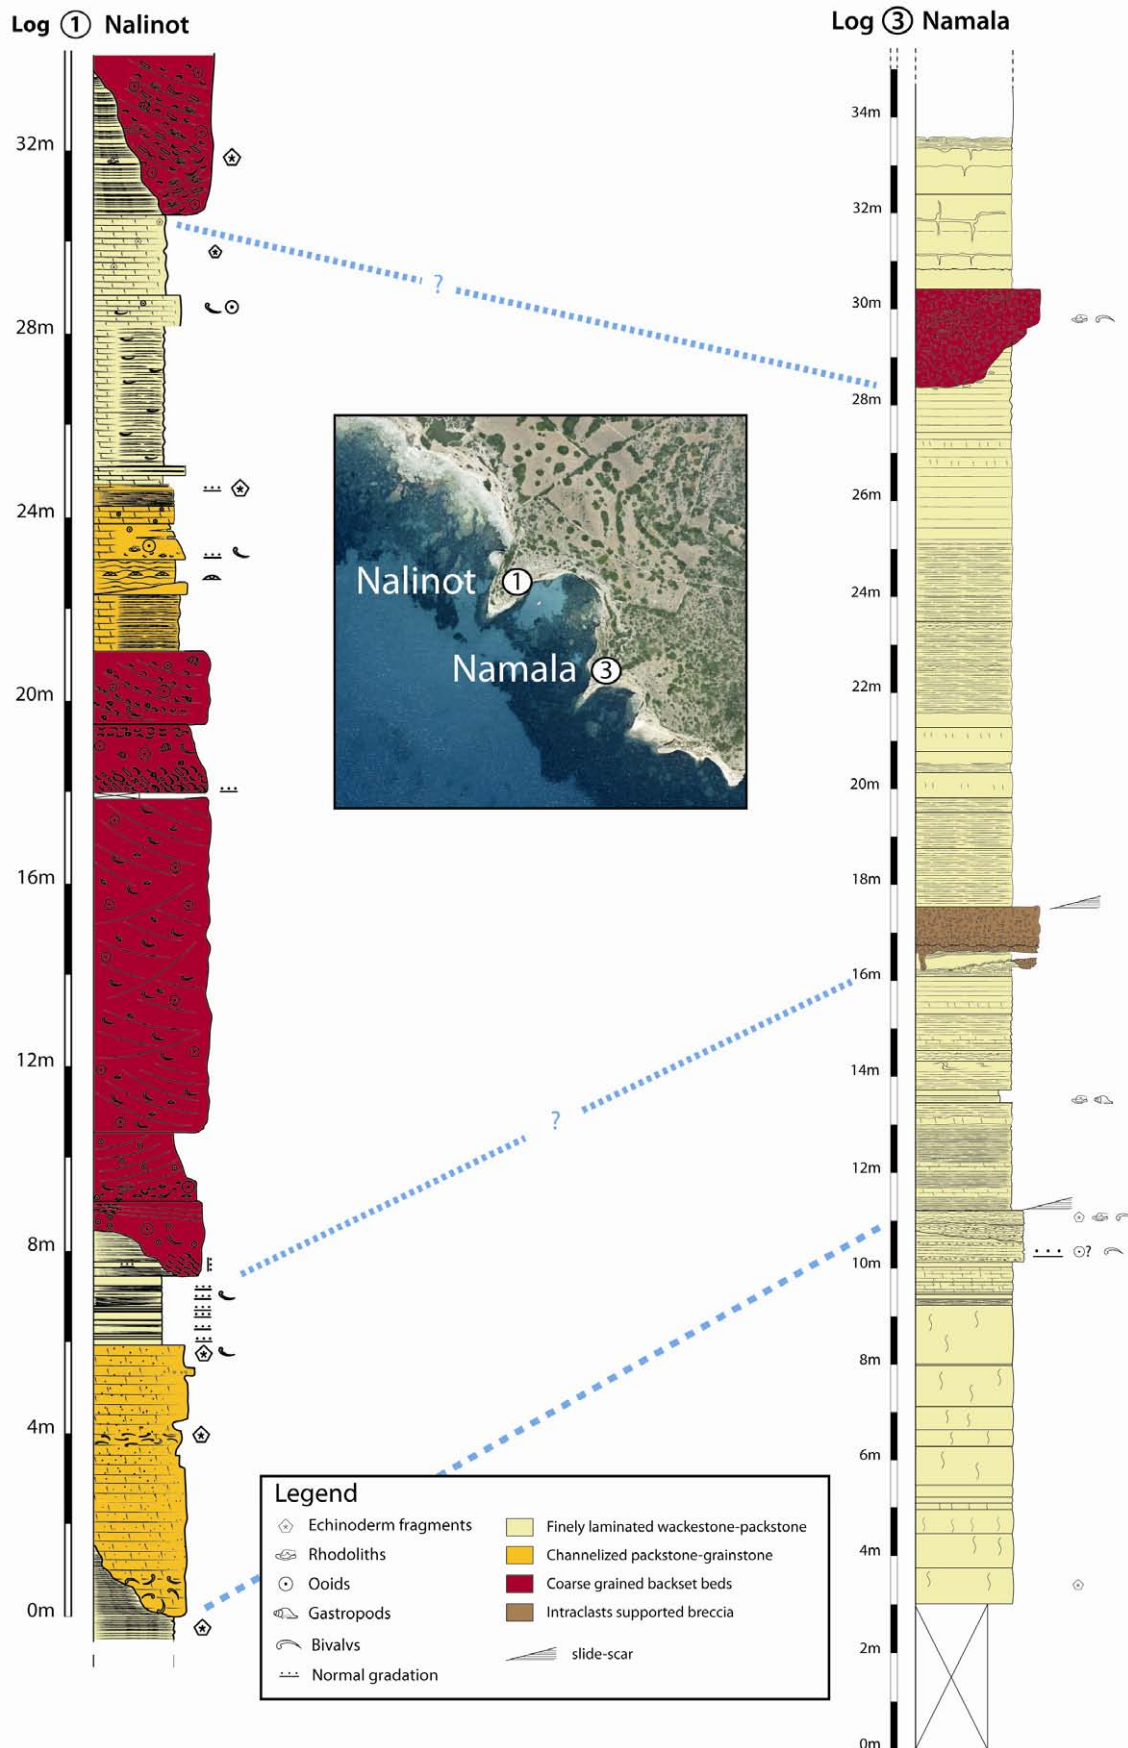 Log 1 Nalinot
Log 3 Namala
32m
28m
24m
20m
16m
12m
8m
4m
0m
?
?
Nalinot 1
Namala 3
34m
32m
30m
28m
26m
24m
22m
20m
18m
16m
14m
12m
10m
8m
6m
4m
2m
0m
?
Legend
Echinoderm fragments
Rhodoliths
Ooids
Gastropods
Bivalvs
Normal gradation
Finely laminated wackestone-packstone
Channelized packstone-grainstone
Coarse grained backset beds
Intraclasts supported breccia
slide-scar